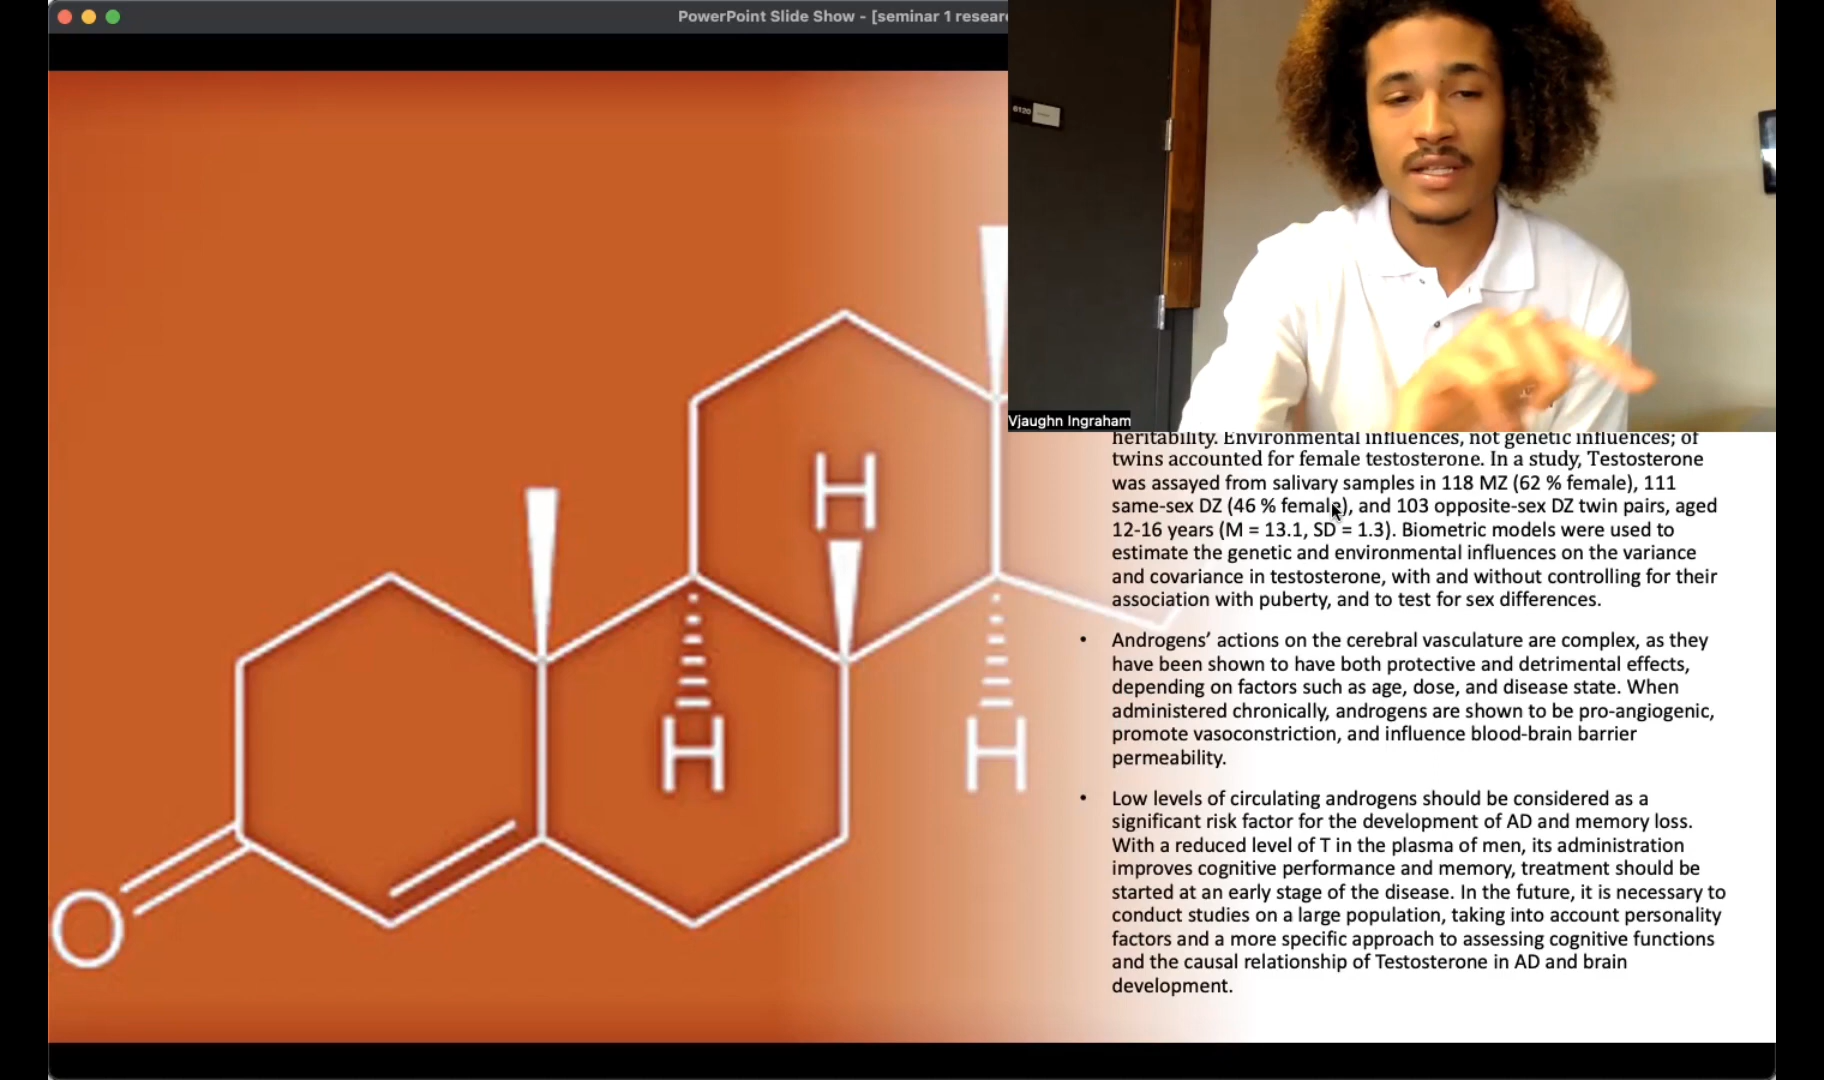 PowerPoint Slide Show - [seminar 1 resear
6120
Vjaughn Ingraham
heritability. Environmental influences, not genetic influences; of
twins accounted for female testosterone. In a study, Testosterone
was assayed from salivary samples in 118 MZ (62 % female), 111
same-sex DZ (46 % female), and 103 opposite-sex DZ twin pairs, aged
12-16 years (M = 13.1, SD = 1.3). Biometric models were used to
estimate the genetic and environmental influences on the variance
and covariance in testosterone, with and without controlling for their
association with puberty, and to test for sex differences.
• Androgens’ actions on the cerebral vasculature are complex, as they
have been shown to have both protective and detrimental effects,
depending on factors such as age, dose, and disease state. When
administered chronically, androgens are shown to be pro-angiogenic,
promote vasoconstriction, and influence blood-brain barrier
permeability.
• Low levels of circulating androgens should be considered as a
significant risk factor for the development of AD and memory loss.
With a reduced level of T in the plasma of men, its administration
improves cognitive performance and memory, treatment should be
started at an early stage of the disease. In the future, it is necessary to
conduct studies on a large population, taking into account personality
factors and a more specific approach to assessing cognitive functions
and the causal relationship of Testosterone in AD and brain
development.
H
H
H
O